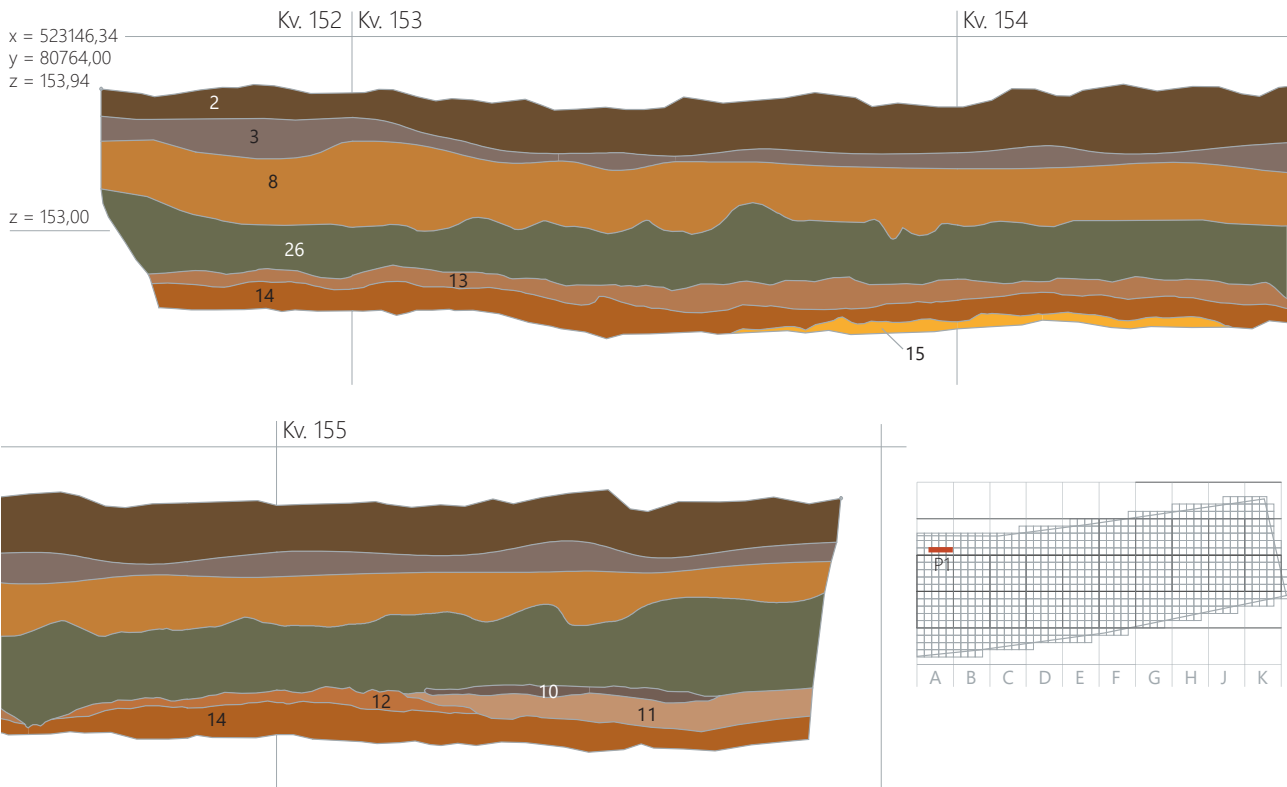 Kv. 152
Kv. 153
Kv. 154
x = 523146,34
y = 80764,00
z = 153,94
2
3
8
z = 153,00
26
13
14
15
Kv. 155
10
12
11
14
P1
A B C D E F G H J K